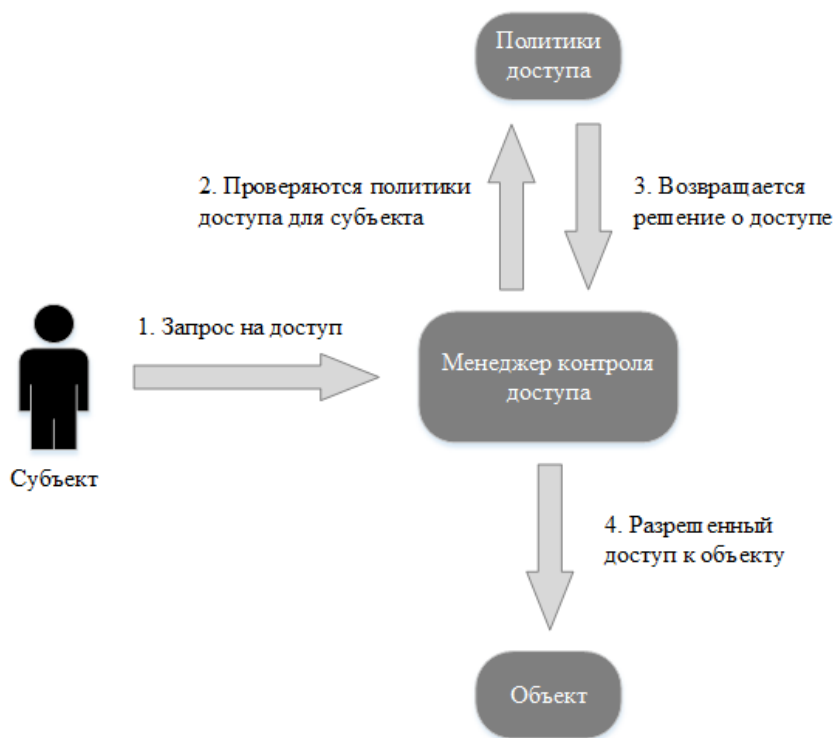 Политики
доступа
2. Проверяются политики
доступа для субъекта
3. Возвращается
решение о доступе
1. Запрос на доступ
Менеджер контроля
доступа
Субъект
4. Разрешенный
доступ к объекту
Объект